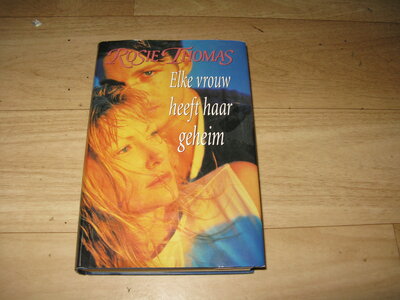 ROSIE THOMAS
Elke vrouw
heeft haar
geheim